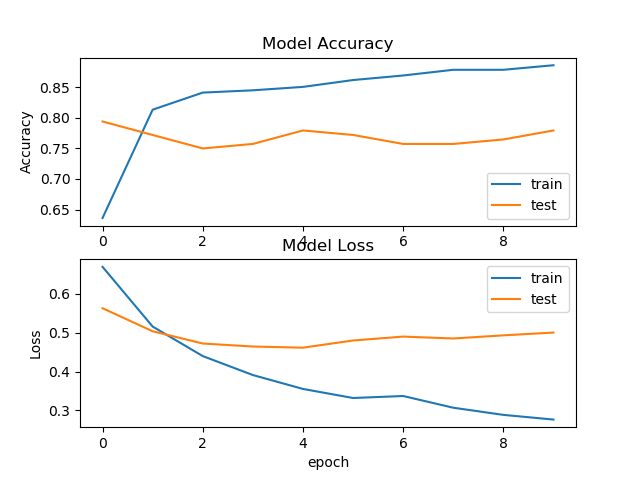 Model Accuracy
Accuracy
0.85
0.80
0.75
0.70
0.65
train
test
0 2 4 6 8
Model Loss
Loss
0.6
0.5
0.4
0.3
train
test
0 2 4 6 8
epoch